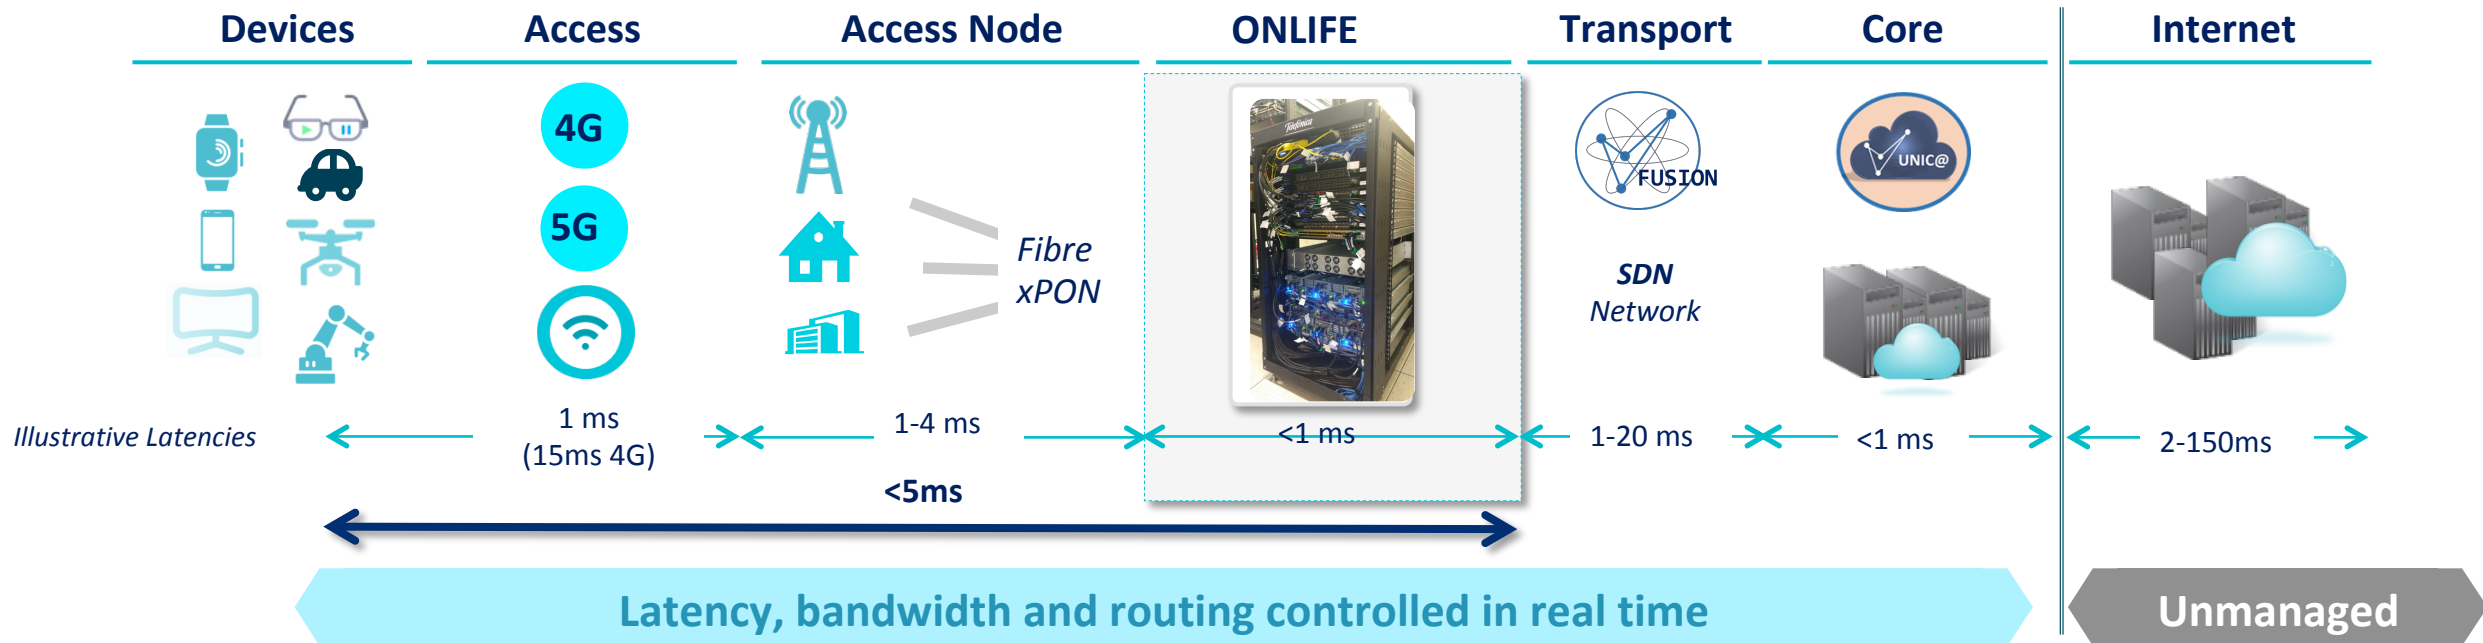 Devices
Access
Access Node
ONLIFE
Transport
Core
Internet
4G
5G
Fibre
xPON
Telefónica
FUSION
SDN
Network
UNIC@
Illustrative Latencies
1 ms
(15ms 4G)
1-4 ms
<1 ms
1-20 ms
<1 ms
2-150ms
<5ms
Latency, bandwidth and routing controlled in real time
Unmanaged